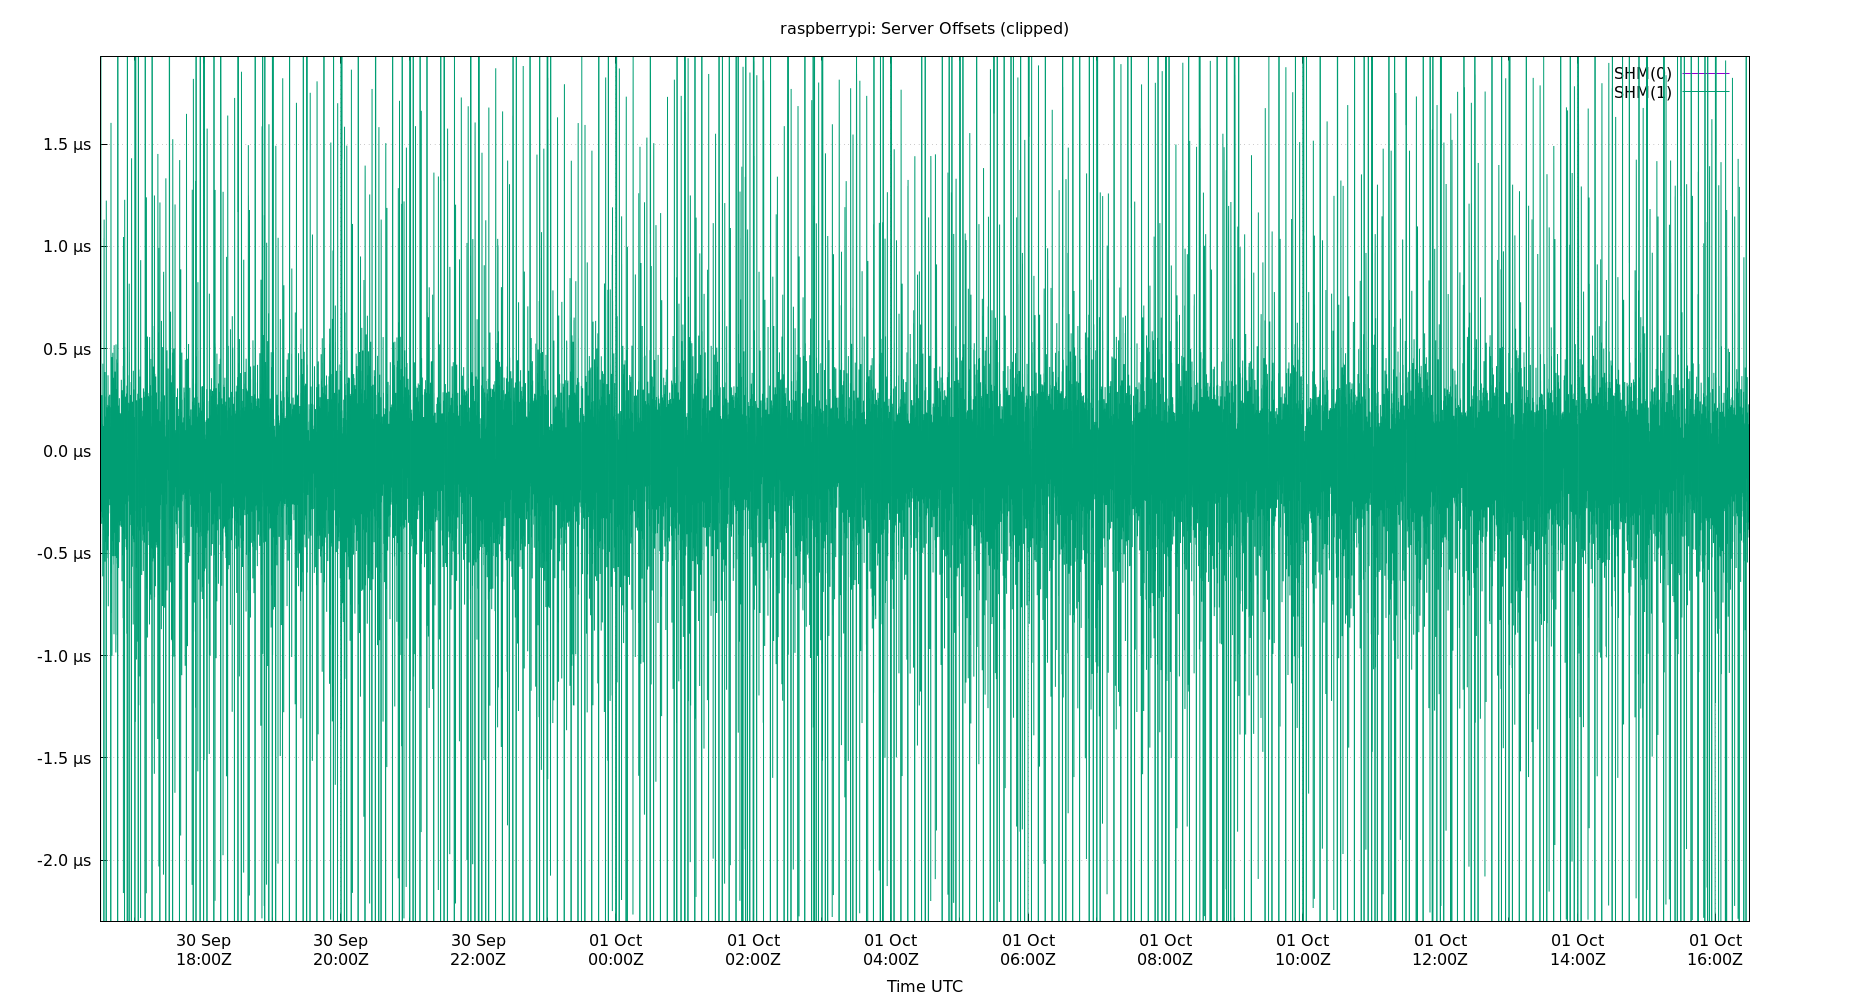 raspberrypi: Server Offsets (clipped)
SHM(0)
SHM(1)
1.5 µs
1.0 µs
0.5 µs
0.0 µs
-0.5 µs
-1.0 µs
-1.5 µs
-2.0 µs
30 Sep 30 Sep 30 Sep 01 Oct 01 Oct 01 Oct 01 Oct 01 Oct 01 Oct 01 Oct 01 Oct 01 Oct
18:00Z 20:00Z 22:00Z 00:00Z 02:00Z 04:00Z 06:00Z 08:00Z 10:00Z 12:00Z 14:00Z 16:00Z
Time UTC